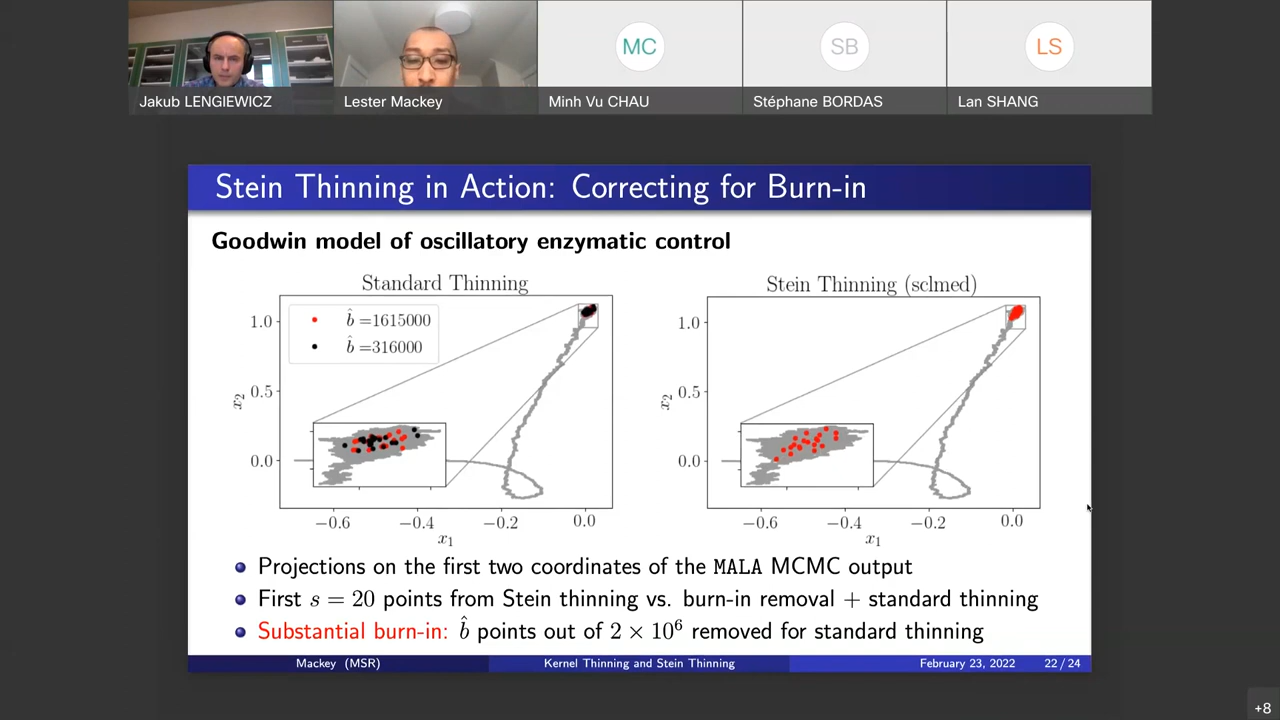 MC
SB
LS
Jakub LENGIEWICZ
Lester Mackey
Minh Vu CHAU
Stéphane BORDAS
Lan SHANG
Stein Thinning in Action: Correcting for Burn-in
Goodwin model of oscillatory enzymatic control
Standard Thinning
b̂ =1615000
b̂ =316000
1.0
0.5
0.0
x₂
−0.6 −0.4 −0.2 0.0
x₁
Stein Thinning (sclmed)
1.0
0.5
0.0
x₂
−0.6 −0.4 −0.2 0.0
x₁
Projections on the first two coordinates of the MALA MCMC output
First s = 20 points from Stein thinning vs. burn-in removal + standard thinning
Substantial burn-in: b̂ points out of 2 × 10⁶ removed for standard thinning
Mackey (MSR) Kernel Thinning and Stein Thinning February 23, 2022 22 / 24
+8